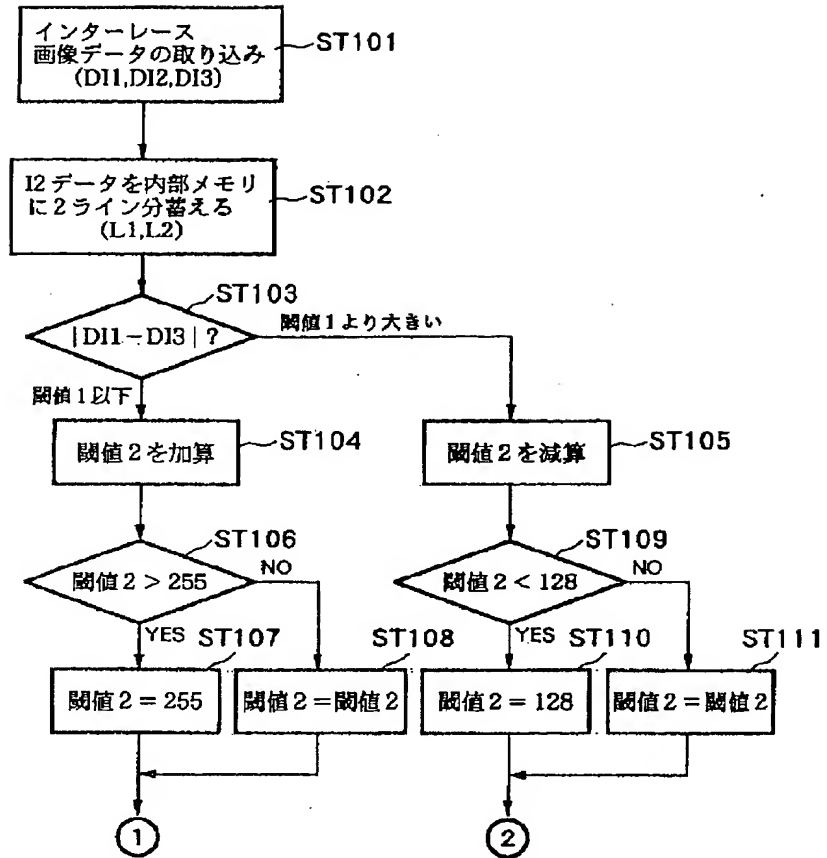 インターレース
画像データの取り込み
(DI1,DI2,DI3)
ST101
I2データを内部メモリ
に2ライン分蓄える
(L1,L2)
ST102
ST103
|DI1−DI3|?
閾値1より大きい
閾値1以下
閾値2を加算
ST104
閾値2を減算
ST105
ST106
閾値2>255
NO
YES
ST109
閾値2<128
NO
YES
ST107
閾値2=255
ST108
閾値2=閾値2
ST110
閾値2=128
ST111
閾値2=閾値2
1
2